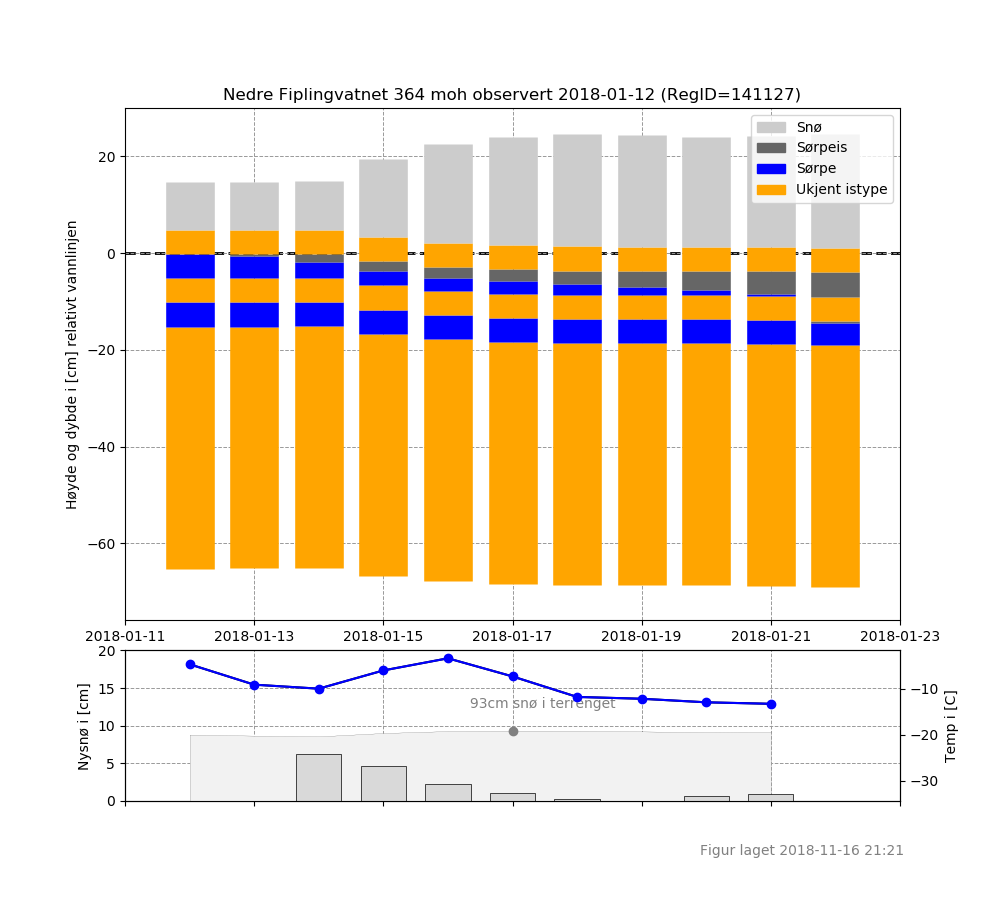 Nedre Fiplingvatnet 364 moh observert 2018-01-12 (RegID=141127)
Høyde og dybde i [cm] relativt vannlinjen
20
0
−20
−40
−60
Snø
Sørpeis
Sørpe
Ukjent istype
2018-01-11 2018-01-13 2018-01-15 2018-01-17 2018-01-19 2018-01-21 2018-01-23
Nysnø i [cm]
20
15
10
5
0
93cm snø i terrenget
−10
−20
−30
Temp i [C]
Figur laget 2018-11-16 21:21